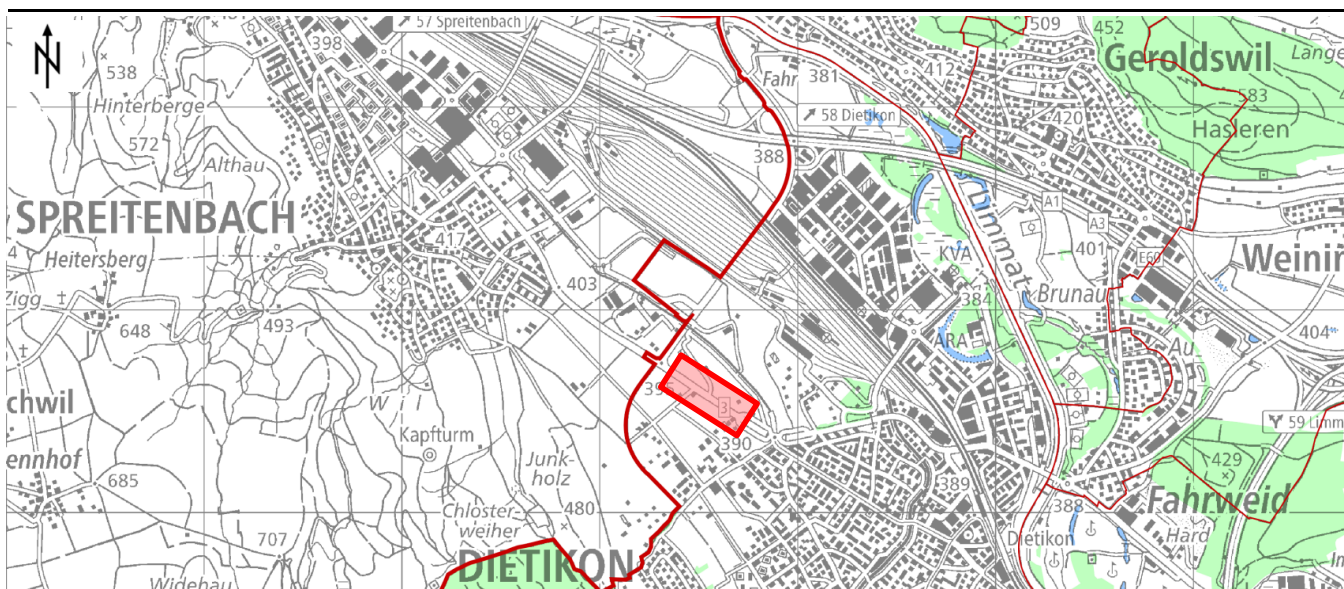 N
57 Spreitenbach
398
538
Hinterberge
572
Althau
SPREITENBACH
Heitersberg
417
403
Zigg
648
493
chwil
ennhof
685
Kapfturm
Junk-
holz
480
Chloster-
weiher
707
DIETIKON
Widehau
W i l
Fahr
381
412
509
452
Geroldswil
Läng
583
Hasleren
420
58 Dietikon
388
A1
A3
E60
401
Limmat
KVA
384
Brunau
ARA
Weinin
404
Au
3
390
389
59 Limm
429
Fahrweid
388
Dietikon
Hard
In